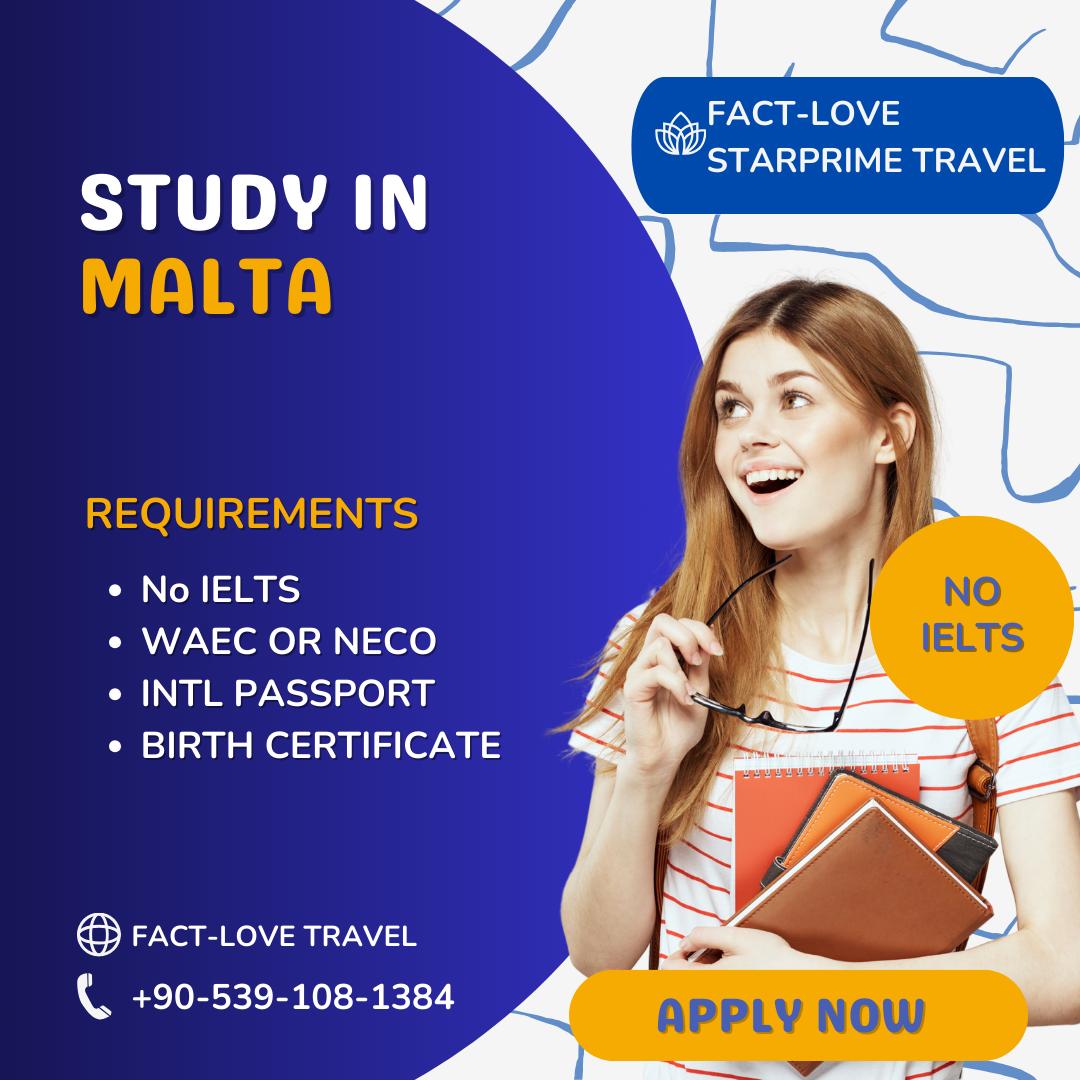 FACT-LOVE
STARPRIME TRAVEL
STUDY IN
MALTA
REQUIREMENTS
No IELTS
WAEC OR NECO
INTL PASSPORT
BIRTH CERTIFICATE
NO
IELTS
FACT-LOVE TRAVEL
+90-539-108-1384
APPLY NOW